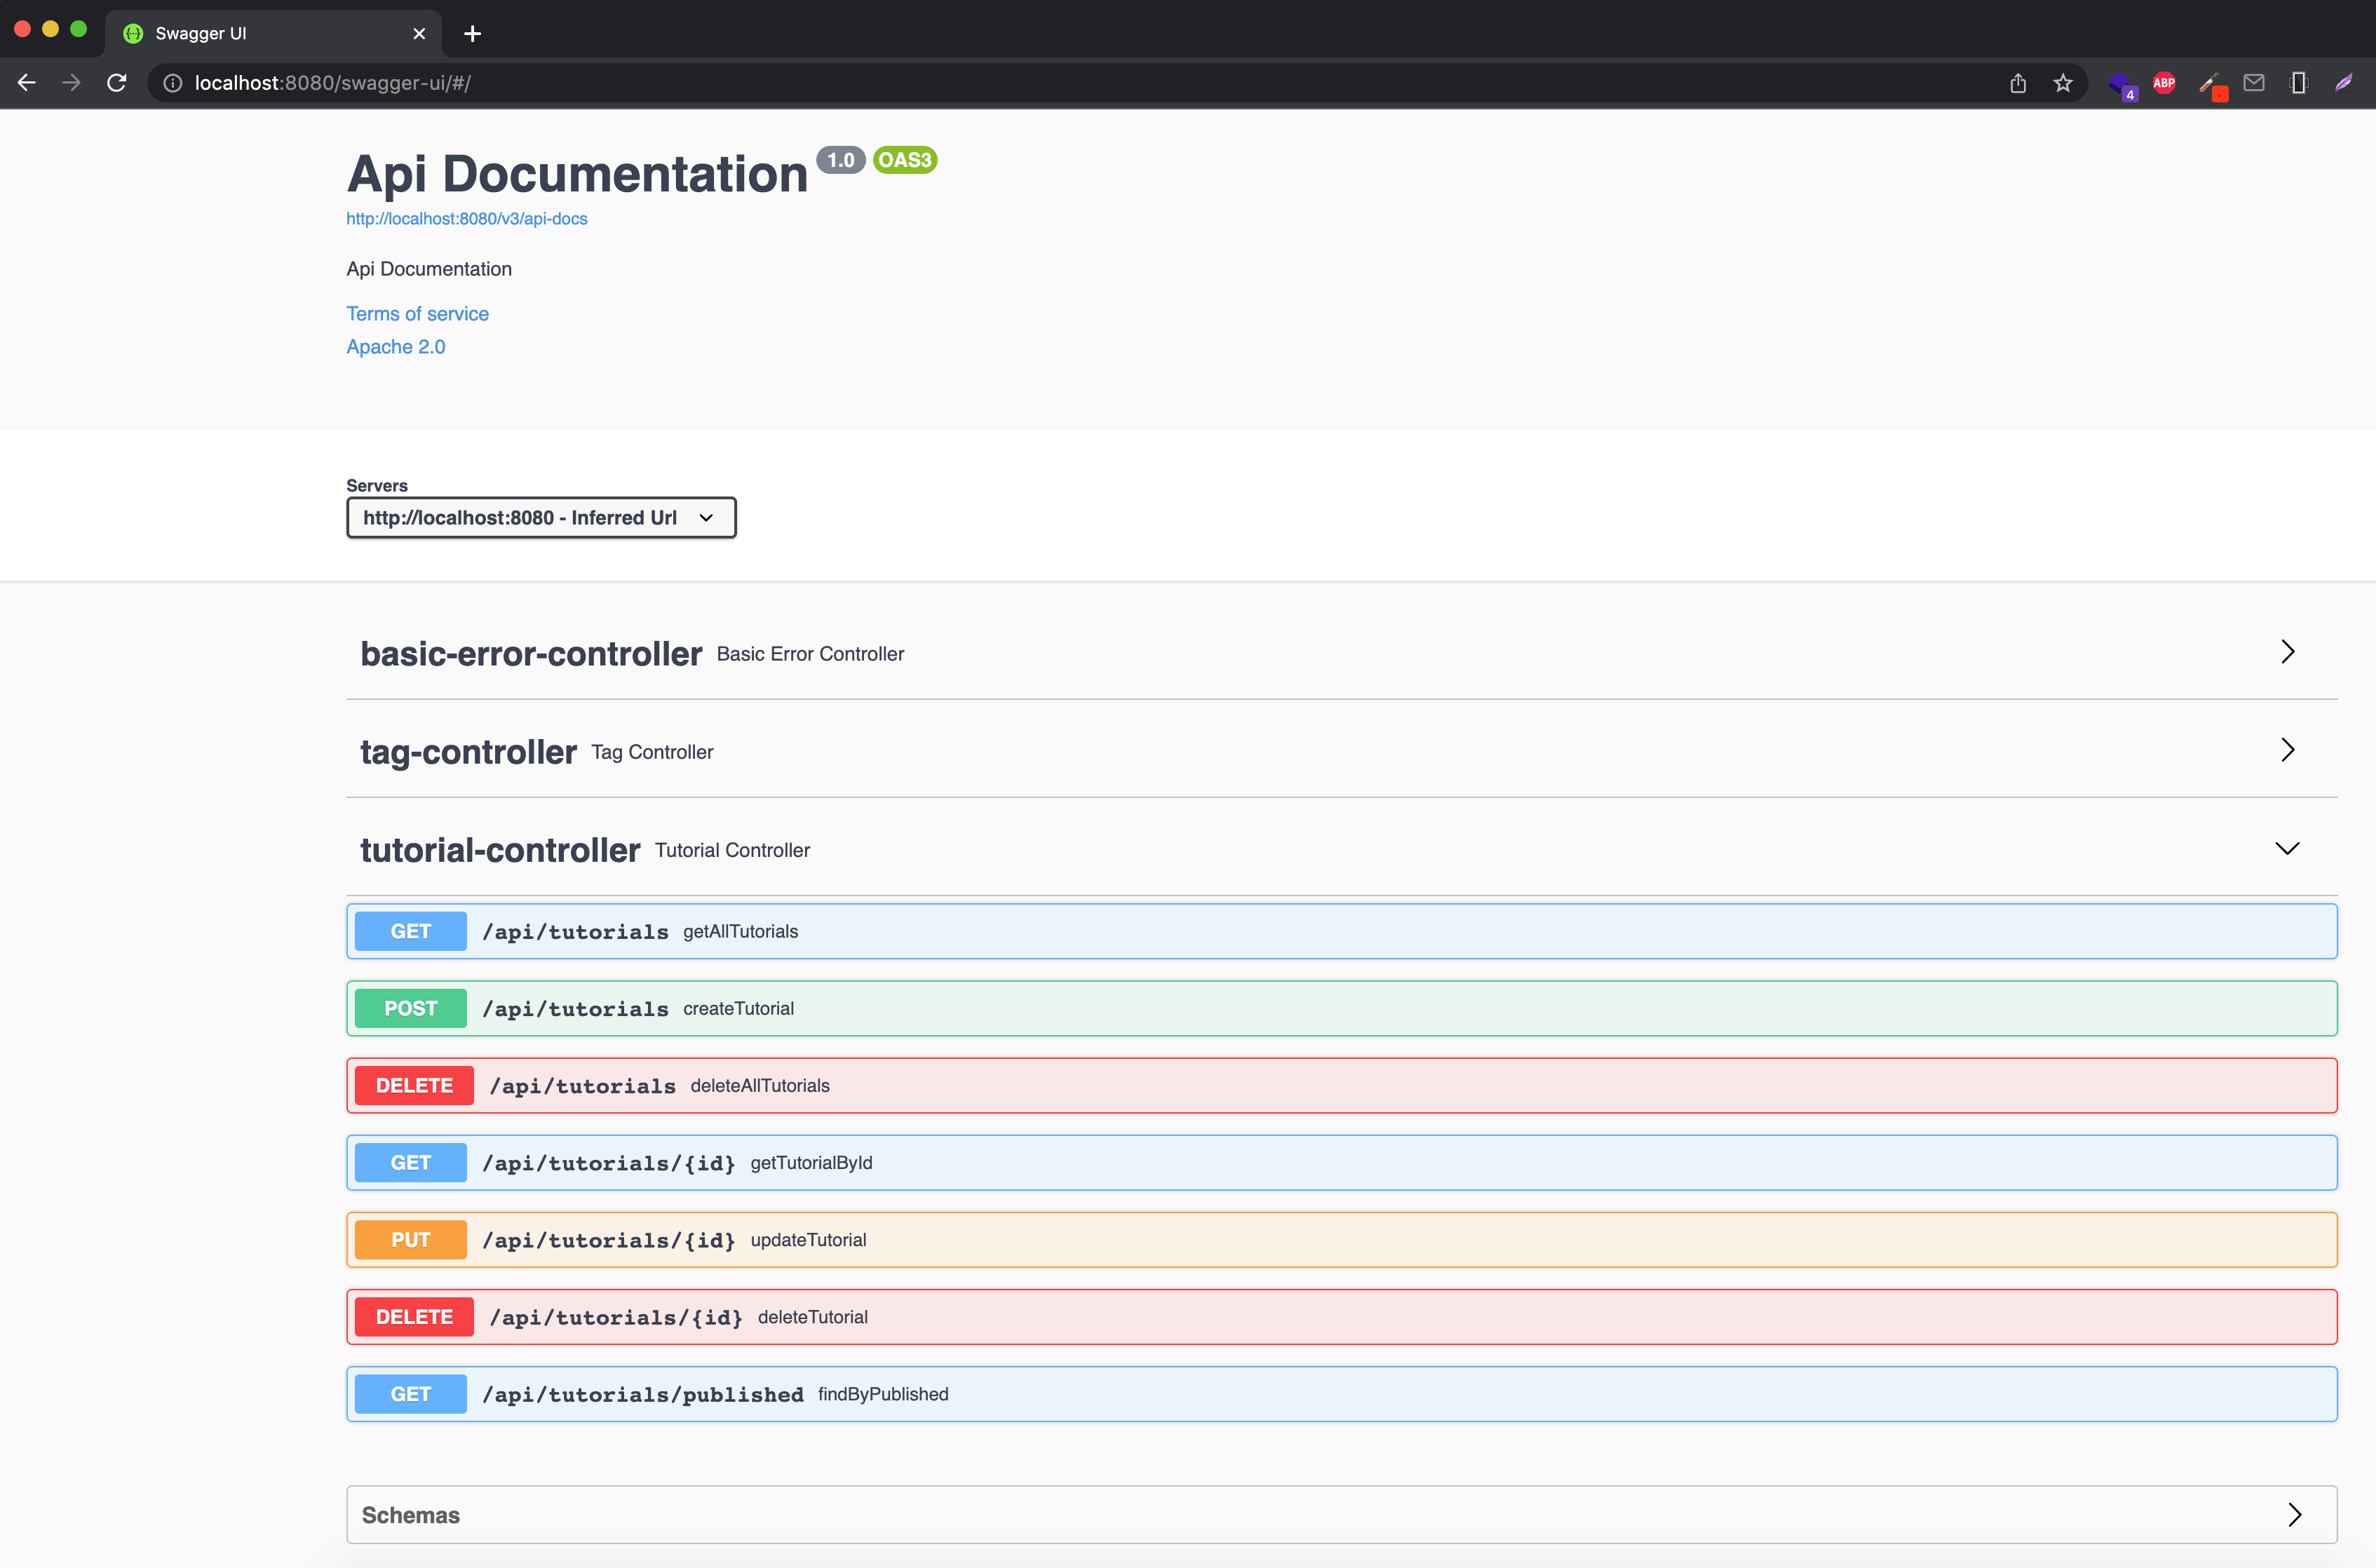 Swagger UI
localhost:8080/swagger-ui/#/
4
ABP
Api Documentation 1.0 OAS3
http://localhost:8080/v3/api-docs
Api Documentation
Terms of service
Apache 2.0
Servers
http://localhost:8080 - Inferred Url
basic-error-controller Basic Error Controller
tag-controller Tag Controller
tutorial-controller Tutorial Controller
GET /api/tutorials getAllTutorials
POST /api/tutorials createTutorial
DELETE /api/tutorials deleteAllTutorials
GET /api/tutorials/{id} getTutorialById
PUT /api/tutorials/{id} updateTutorial
DELETE /api/tutorials/{id} deleteTutorial
GET /api/tutorials/published findByPublished
Schemas